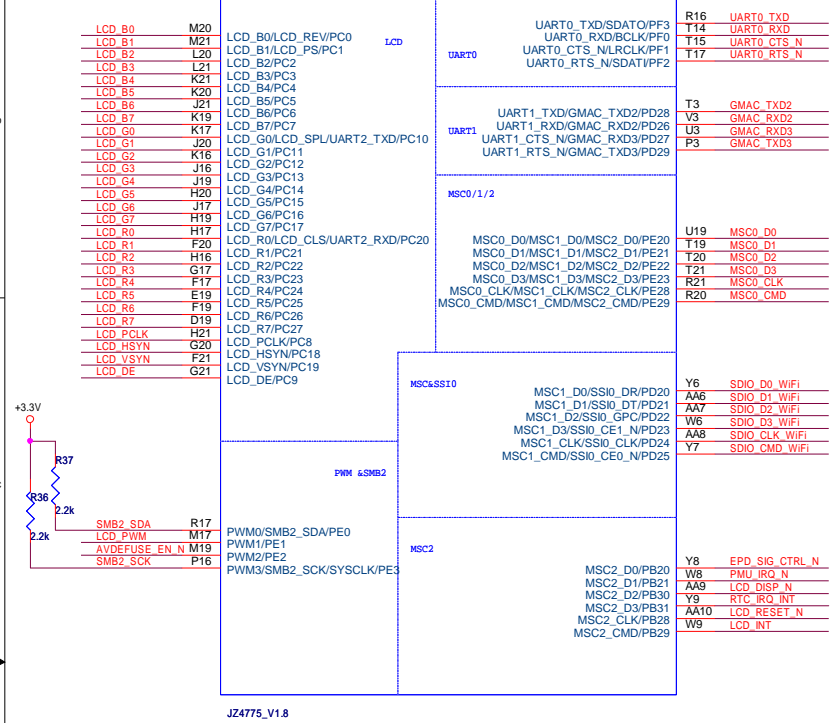 LCD
LCD_B0 M20 LCD_B0/LCD_REV/PC0
LCD_B1 M21 LCD_B1/LCD_PS/PC1
LCD_B2 L20 LCD_B2/PC2
LCD_B3 L21 LCD_B3/PC3
LCD_B4 K21 LCD_B4/PC4
LCD_B5 K20 LCD_B5/PC5
LCD_B6 J21 LCD_B6/PC6
LCD_B7 K19 LCD_B7/PC7
LCD_G0 K17 LCD_G0/LCD_SPL/UART2_TXD/PC10
LCD_G1 J20 LCD_G1/PC11
LCD_G2 K16 LCD_G2/PC12
LCD_G3 J16 LCD_G3/PC13
LCD_G4 J19 LCD_G4/PC14
LCD_G5 H20 LCD_G5/PC15
LCD_G6 J17 LCD_G6/PC16
LCD_G7 H19 LCD_G7/PC17
LCD_R0 H17 LCD_R0/LCD_CLS/UART2_RXD/PC20
LCD_R1 F20 LCD_R1/PC21
LCD_R2 H16 LCD_R2/PC22
LCD_R3 G17 LCD_R3/PC23
LCD_R4 F17 LCD_R4/PC24
LCD_R5 E19 LCD_R5/PC25
LCD_R6 F19 LCD_R6/PC26
LCD_R7 D19 LCD_R7/PC27
LCD_PCLK H21 LCD_PCLK/PC8
LCD_HSYN G20 LCD_HSYN/PC18
LCD_VSYN F21 LCD_VSYN/PC19
LCD_DE G21 LCD_DE/PC9
+3.3V
R37
2.2k
R36
2.2k
PWM &SMB2
SMB2_SDA R17 PWM0/SMB2_SDA/PE0
LCD_PWM M17 PWM1/PE1
AVDEFUSE_EN_N M19 PWM2/PE2
SMB2_SCK P16 PWM3/SMB2_SCK/SYSCLK/PE3
UART0
UART0_TXD/SDATO/PF3 R16 UART0_TXD
UART0_RXD/BCLK/PF0 T14 UART0_RXD
UART0_CTS_N/LRCLK/PF1 T15 UART0_CTS_N
UART0_RTS_N/SDATI/PF2 T17 UART0_RTS_N
UART1
UART1_TXD/GMAC_TXD2/PD28 T3 GMAC_TXD2
UART1_RXD/GMAC_RXD2/PD26 V3 GMAC_RXD2
UART1_CTS_N/GMAC_RXD3/PD27 U3 GMAC_RXD3
UART1_RTS_N/GMAC_TXD3/PD29 P3 GMAC_TXD3
MSC0/1/2
MSC0_D0/MSC1_D0/MSC2_D0/PE20 U19 MSC0_D0
MSC0_D1/MSC1_D1/MSC2_D1/PE21 T19 MSC0_D1
MSC0_D2/MSC1_D2/MSC2_D2/PE22 T20 MSC0_D2
MSC0_D3/MSC1_D3/MSC2_D3/PE23 T21 MSC0_D3
MSC0_CLK/MSC1_CLK/MSC2_CLK/PE28 R21 MSC0_CLK
MSC0_CMD/MSC1_CMD/MSC2_CMD/PE29 R20 MSC0_CMD
MSC&SSI0
MSC1_D0/SSI0_DR/PD20 Y6 SDIO_D0_WiFi
MSC1_D1/SSI0_DT/PD21 AA6 SDIO_D1_WiFi
MSC1_D2/SSI0_GPC/PD22 AA7 SDIO_D2_WiFi
MSC1_D3/SSI0_CE1_N/PD23 W6 SDIO_D3_WiFi
MSC1_CLK/SSI0_CLK/PD24 AA8 SDIO_CLK_WiFi
MSC1_CMD/SSI0_CE0_N/PD25 Y7 SDIO_CMD_WiFi
MSC2
MSC2_D0/PB20 Y8 EPD_SIG_CTRL_N
MSC2_D1/PB21 W8 PMU_IRQ_N
MSC2_D2/PB30 AA9 LCD_DISP_N
MSC2_D3/PB31 Y9 RTC_IRQ_INT
MSC2_CLK/PB28 AA10 LCD_RESET_N
MSC2_CMD/PB29 W9 LCD_INT
JZ4775_V1.8